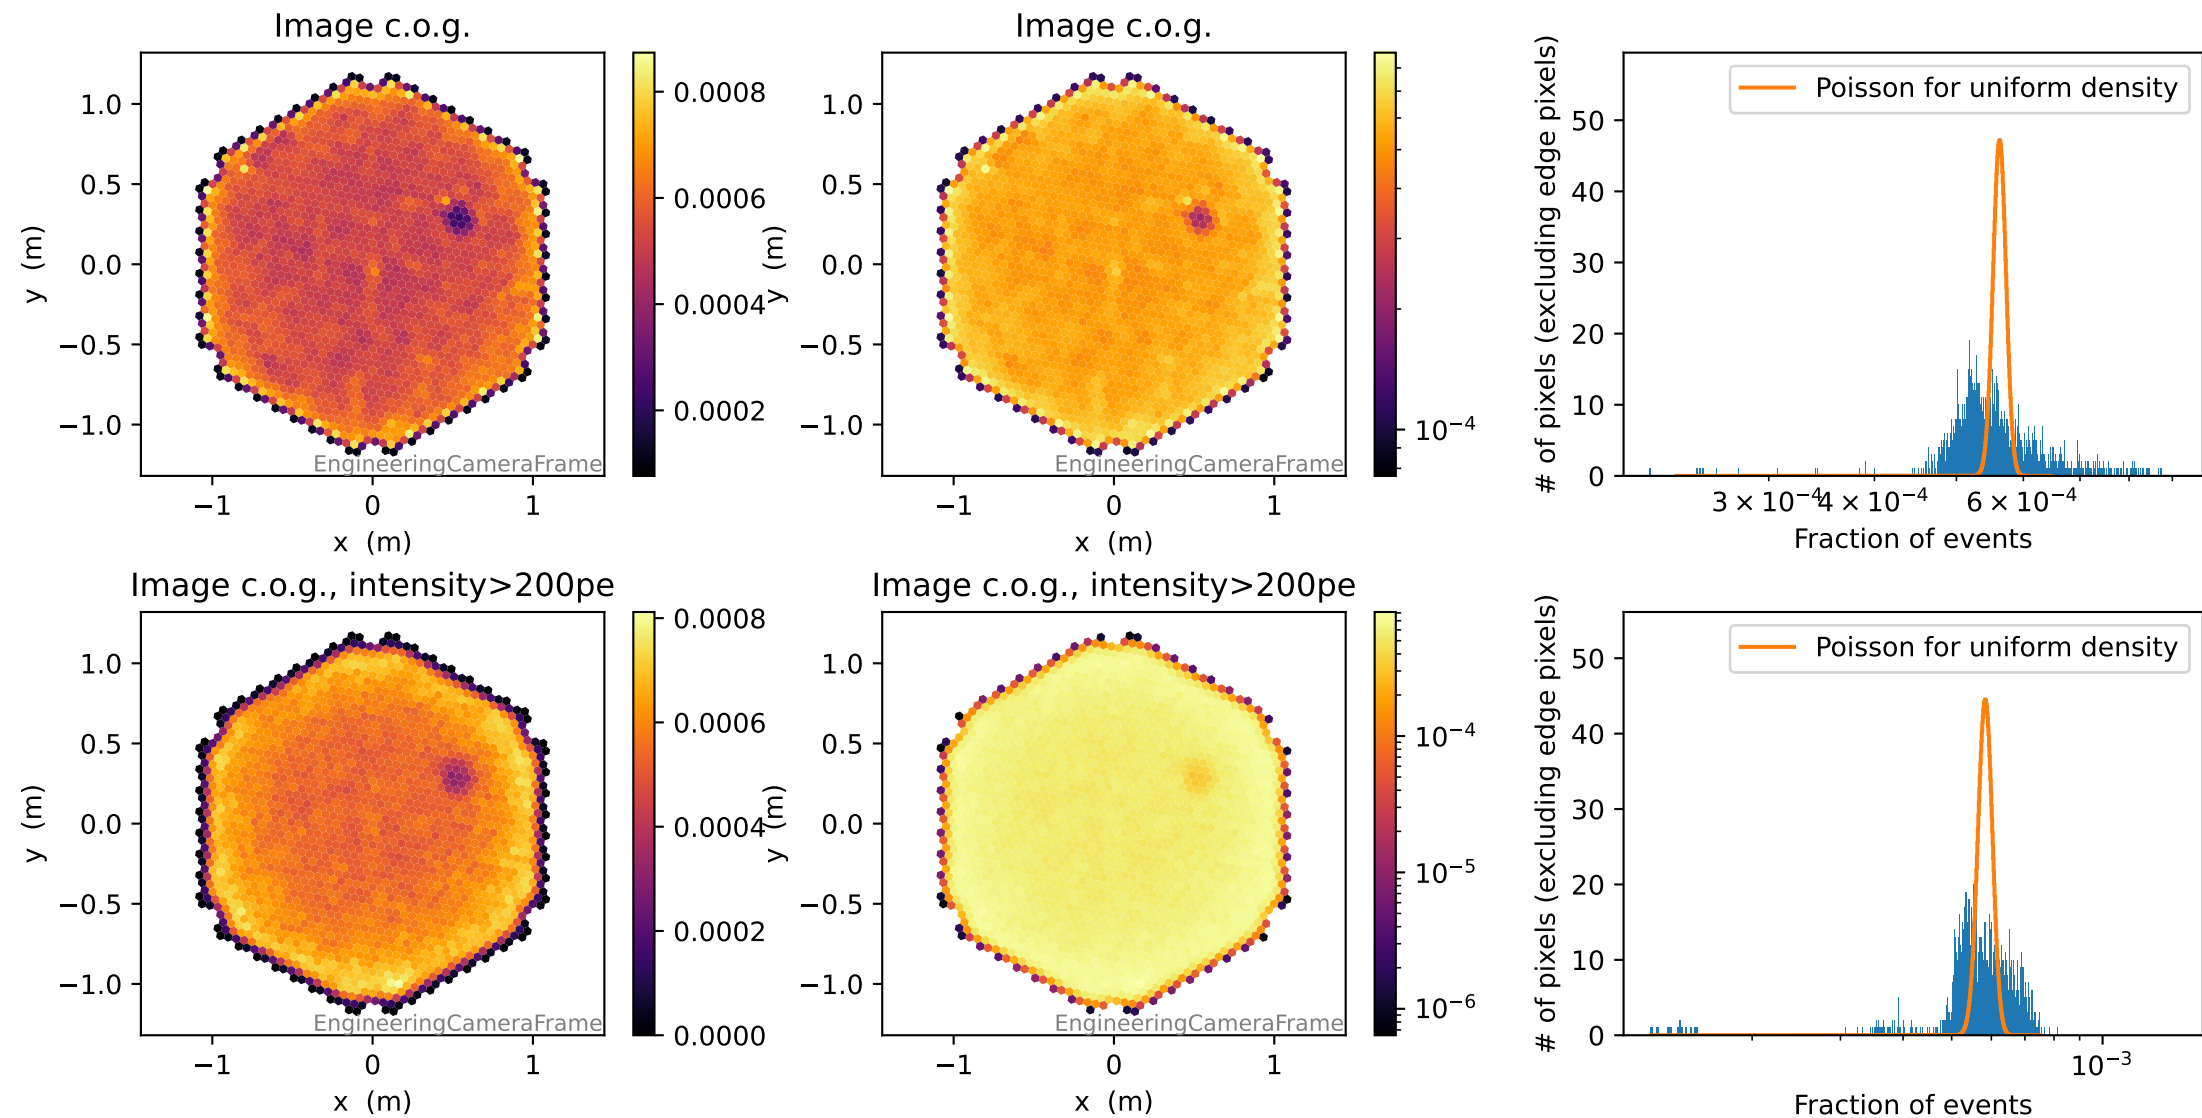 Image c.o.g.
1.0
0.5
0.0
−0.5
−1.0
y (m)
−1
0
1
x (m)
EngineeringCameraFrame
0.0008
0.0006
0.0004
0.0002
Image c.o.g.
1.0
0.5
0.0
−0.5
−1.0
y (m)
−1
0
1
x (m)
EngineeringCameraFrame
10⁻⁴
# of pixels (excluding edge pixels)
50
40
30
20
10
0
Poisson for uniform density
3 × 10⁻⁴
4 × 10⁻⁴
6 × 10⁻⁴
Fraction of events
Image c.o.g., intensity>200pe
1.0
0.5
0.0
−0.5
−1.0
y (m)
−1
0
1
x (m)
EngineeringCameraFrame
0.0008
0.0006
0.0004
0.0002
0.0000
Image c.o.g., intensity>200pe
1.0
0.5
0.0
−0.5
−1.0
y (m)
−1
0
1
x (m)
EngineeringCameraFrame
10⁻⁴
10⁻⁵
10⁻⁶
# of pixels (excluding edge pixels)
50
40
30
20
10
0
Poisson for uniform density
10⁻³
Fraction of events